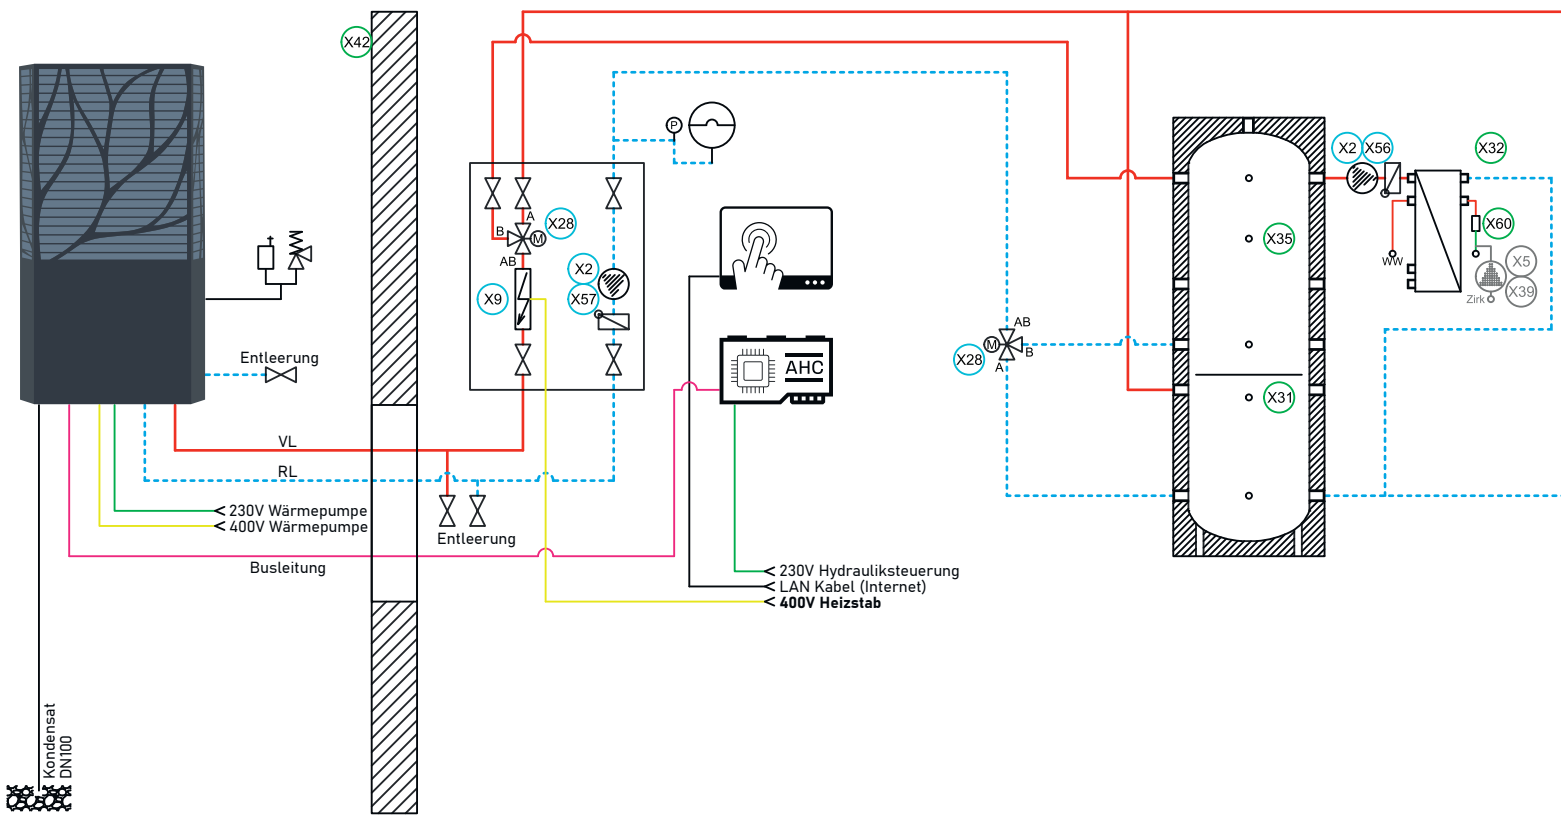 X42
P
A
X28
B
M
AB
X2
X9
X57
X2
X56
X32
X35
X60
WW
X5
Zirk
X39
AB
M
B
X28
A
AHC
X31
Entleerung
VL
RL
230V Wärmepumpe
400V Wärmepumpe
Entleerung
Busleitung
230V Hydrauliksteuerung
LAN Kabel (Internet)
400V Heizstab
Kondensat
DN100